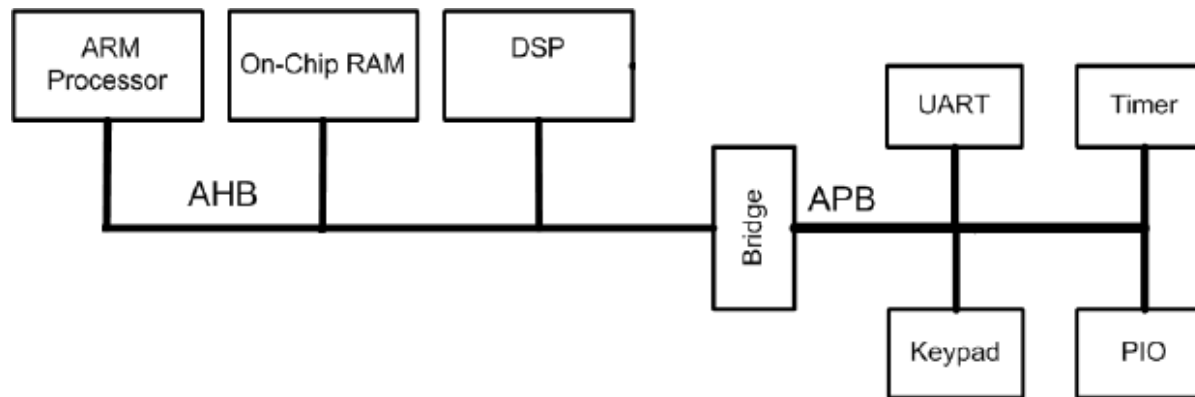 ARM
Processor
On-Chip RAM
DSP
UART
Timer
AHB
Bridge
APB
Keypad
PIO